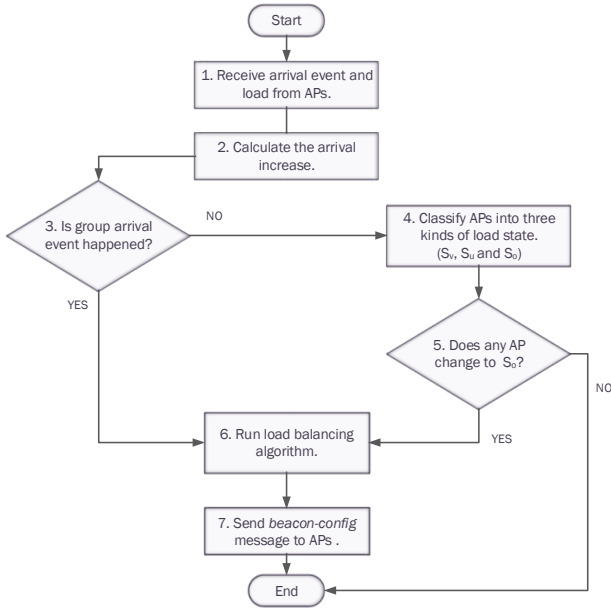 Start
1. Receive arrival event and
load from APs.
2. Calculate the arrival
increase.
3. Is group arrival
event happened?
NO
4. Classify APs into three
kinds of load state.
(Sᵥ, Sᵤ and Sₒ)
YES
5. Does any AP
change to Sₒ?
NO
6. Run load balancing
algorithm.
YES
7. Send beacon-config
message to APs .
End